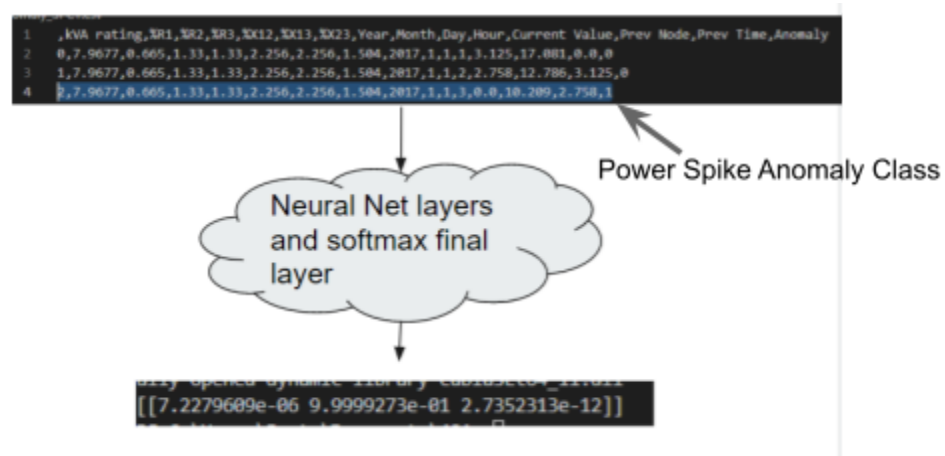 1 ,kVA rating,%R1,%R2,%R3,%X12,%X13,%X23,Year,Month,Day,Hour,Current Value,Prev Node,Prev Time,Anomaly
2 0,7.9677,0.665,1.33,1.33,2.256,2.256,1.504,2017,1,1,1,3.125,17.081,0.0,0
3 1,7.9677,0.665,1.33,1.33,2.256,2.256,1.504,2017,1,1,2,2.758,12.786,3.125,0
4 2,7.9677,0.665,1.33,1.33,2.256,2.256,1.504,2017,1,1,3,0.0,10.209,2.758,1
Power Spike Anomaly Class
Neural Net layers
and softmax final
layer
opened dynamic library
[[7.2279609e-06 9.9999273e-01 2.7352313e-12]]